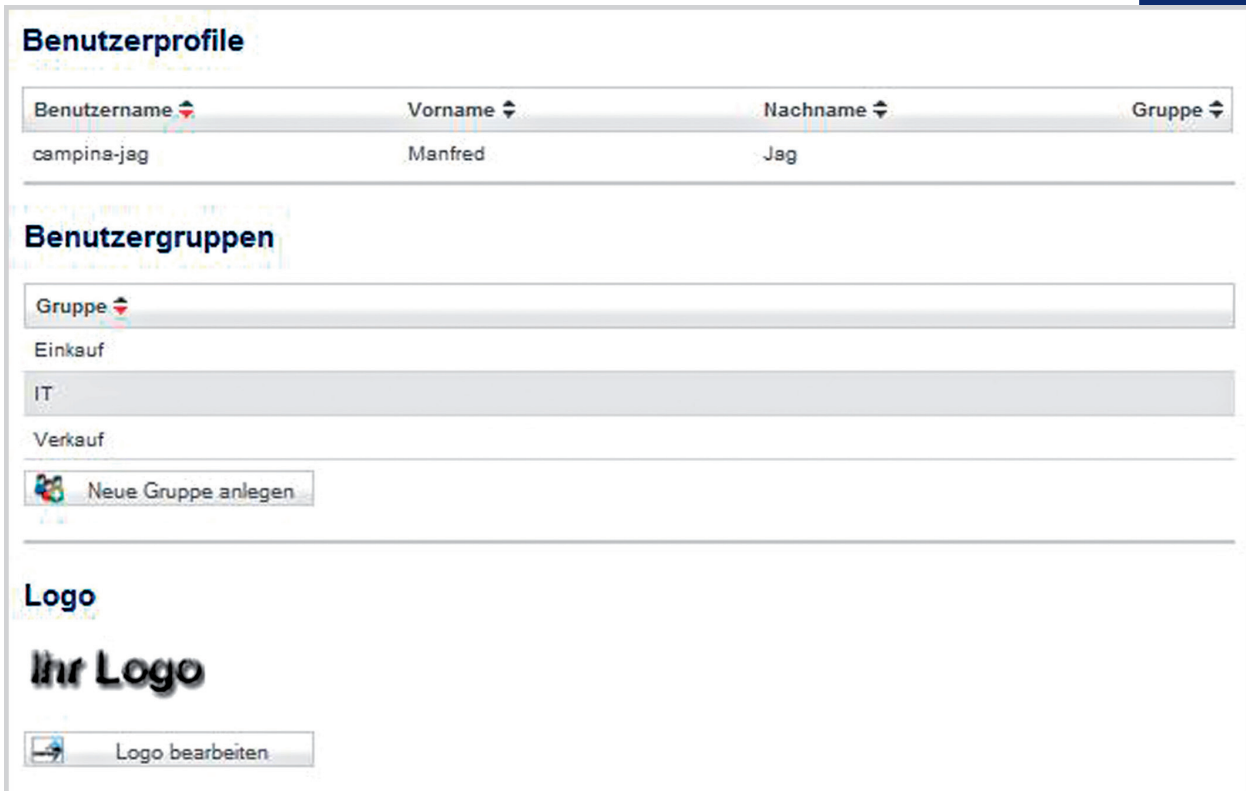 Benutzerprofile
Benutzername Vorname Nachname Gruppe
campina-jag Manfred Jag
Benutzergruppen
Gruppe
Einkauf
IT
Verkauf
Neue Gruppe anlegen
Logo
Ihr Logo
Logo bearbeiten